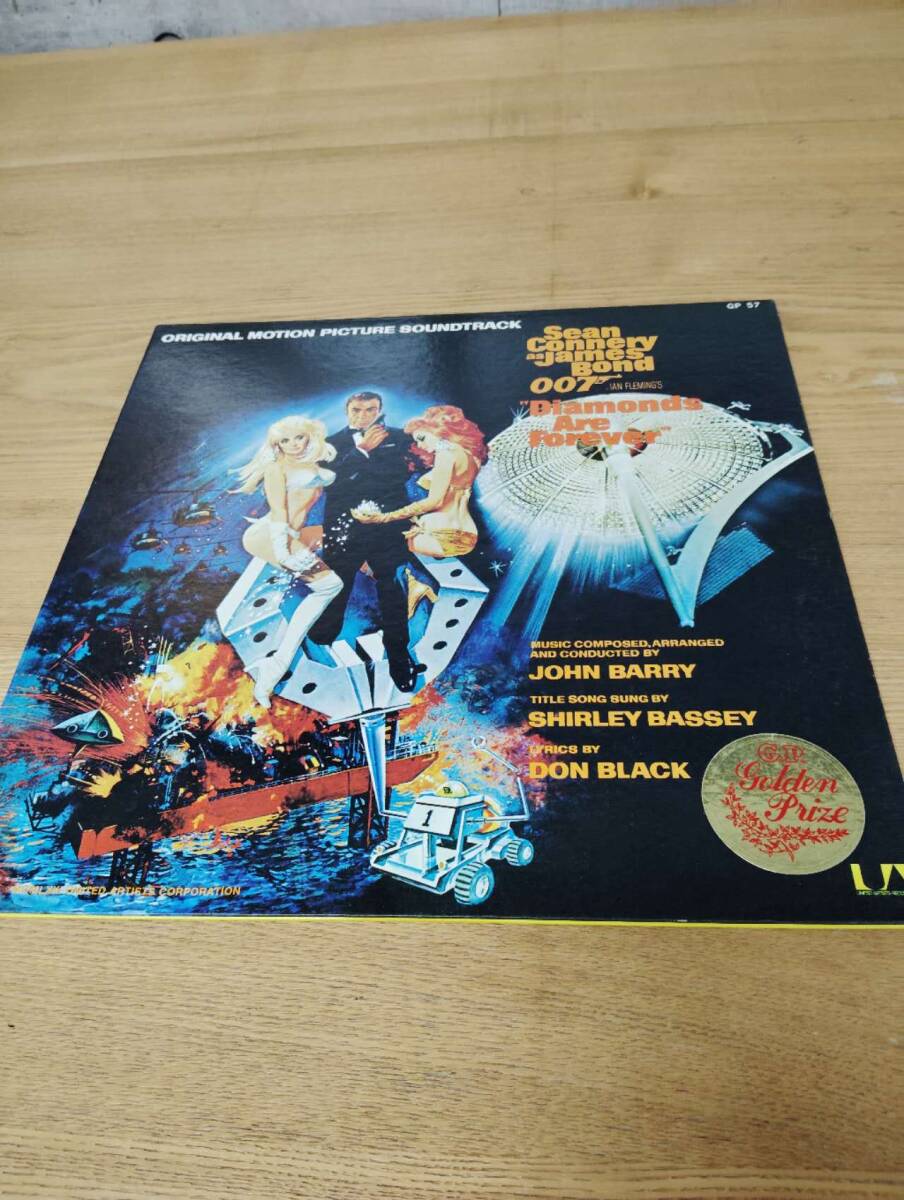 GP 57
ORIGINAL MOTION PICTURE SOUNDTRACK
Sean
Connery
as James
Bond
007
IAN FLEMING'S
"Diamonds
Are
Forever"
MUSIC COMPOSED, ARRANGED
AND CONDUCTED BY
JOHN BARRY
TITLE SONG SUNG BY
SHIRLEY BASSEY
LYRICS BY
DON BLACK
G.P.
Golden
Prize
1
UNITED ARTISTS CORPORATION